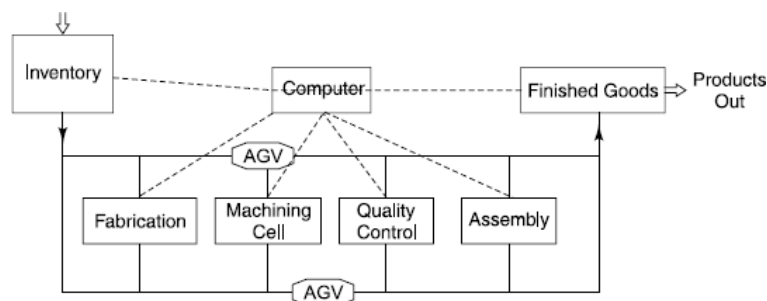 Inventory
Computer
Finished Goods
Products
Out
AGV
Fabrication
Machining
Cell
Quality
Control
Assembly
AGV